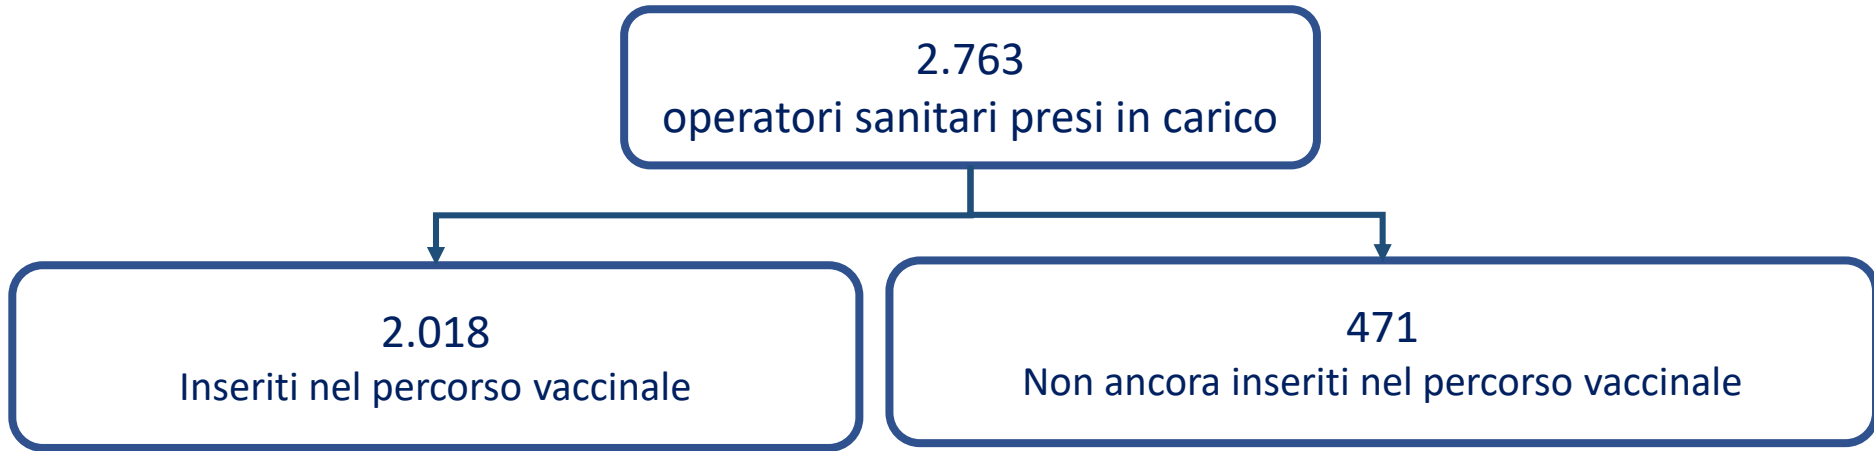 2.763
operatori sanitari presi in carico
2.018
Inseriti nel percorso vaccinale
471
Non ancora inseriti nel percorso vaccinale